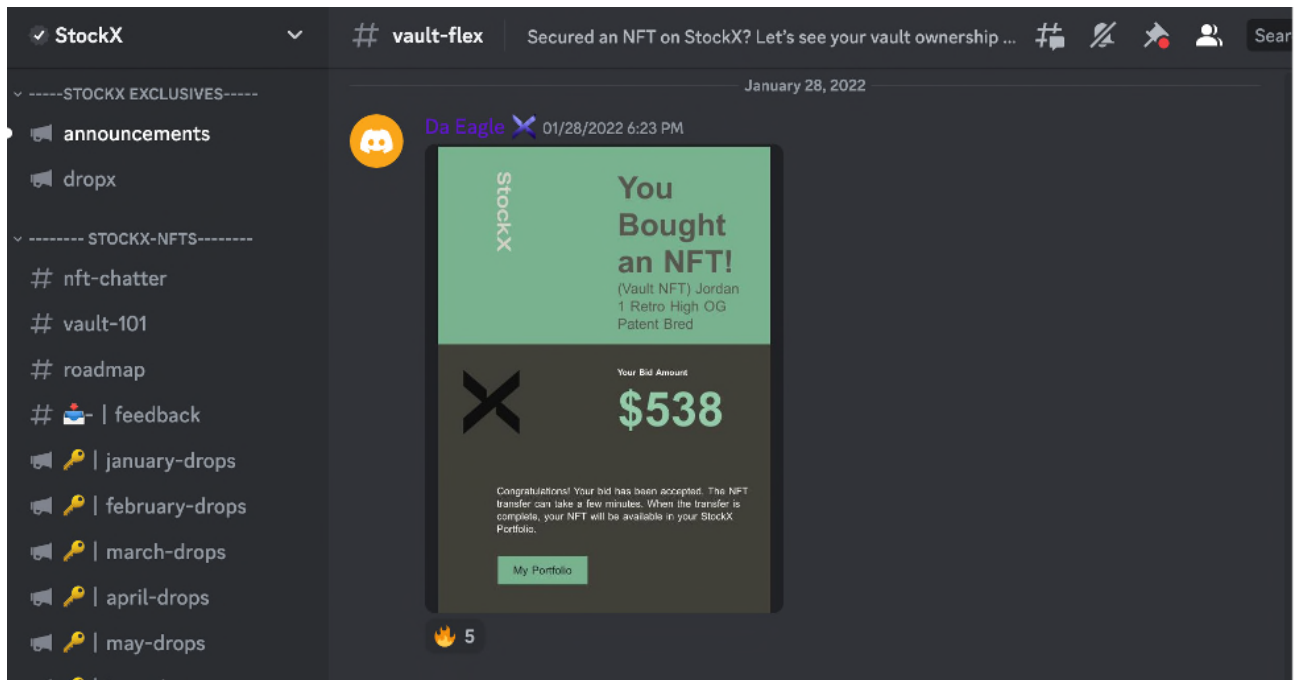 StockX
-----STOCKX EXCLUSIVES-----
announcements
dropx
-------- STOCKX-NFTS--------
nft-chatter
vault-101
roadmap
- | feedback
| january-drops
| february-drops
| march-drops
| april-drops
| may-drops
vault-flex
Secured an NFT on StockX? Let's see your vault ownership ...
Sear
January 28, 2022
Da Eagle 01/28/2022 6:23 PM
StockX
You
Bought
an NFT!
(Vault NFT) Jordan
1 Retro High OG
Patent Bred
Your Bid Amount
$538
Congratulations! Your bid has been accepted. The NFT
transfer can take a few minutes. When the transfer is
complete, your NFT will be available in your StockX
Portfolio.
My Portfolio
5